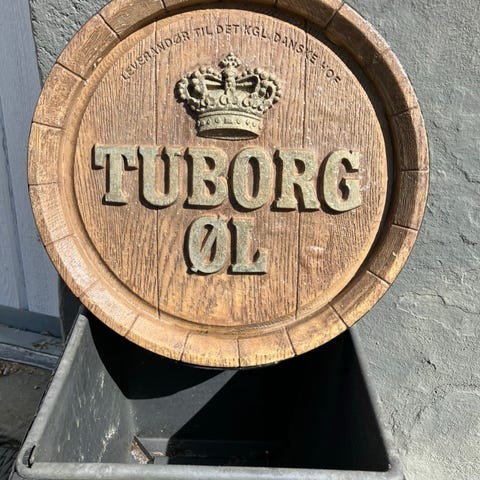 LEVERANDØR TIL DET KGL. DANSKE HOF
TUBORG
ØL